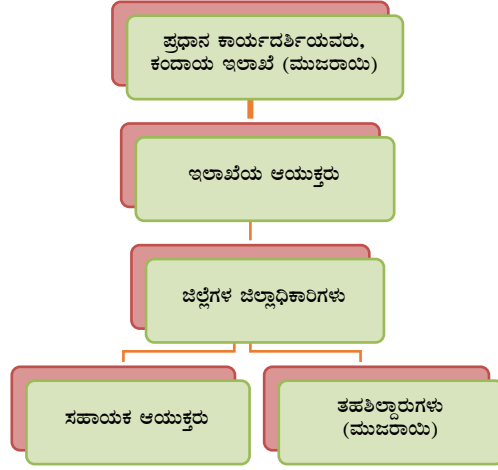 ಪ್ರಧಾನ ಕಾರ್ಯದರ್ಶಿಯವರು,
ಕಂದಾಯ ಇಲಾಖೆ (ಮುಜರಾಯಿ)
ಇಲಾಖೆಯ ಆಯುಕ್ತರು
ಜಿಲ್ಲೆಗಳ ಜಿಲ್ಲಾಧಿಕಾರಿಗಳು
ಸಹಾಯಕ ಆಯುಕ್ತರು
ತಹಶಿಲ್ದಾರುಗಳು
(ಮುಜರಾಯಿ)